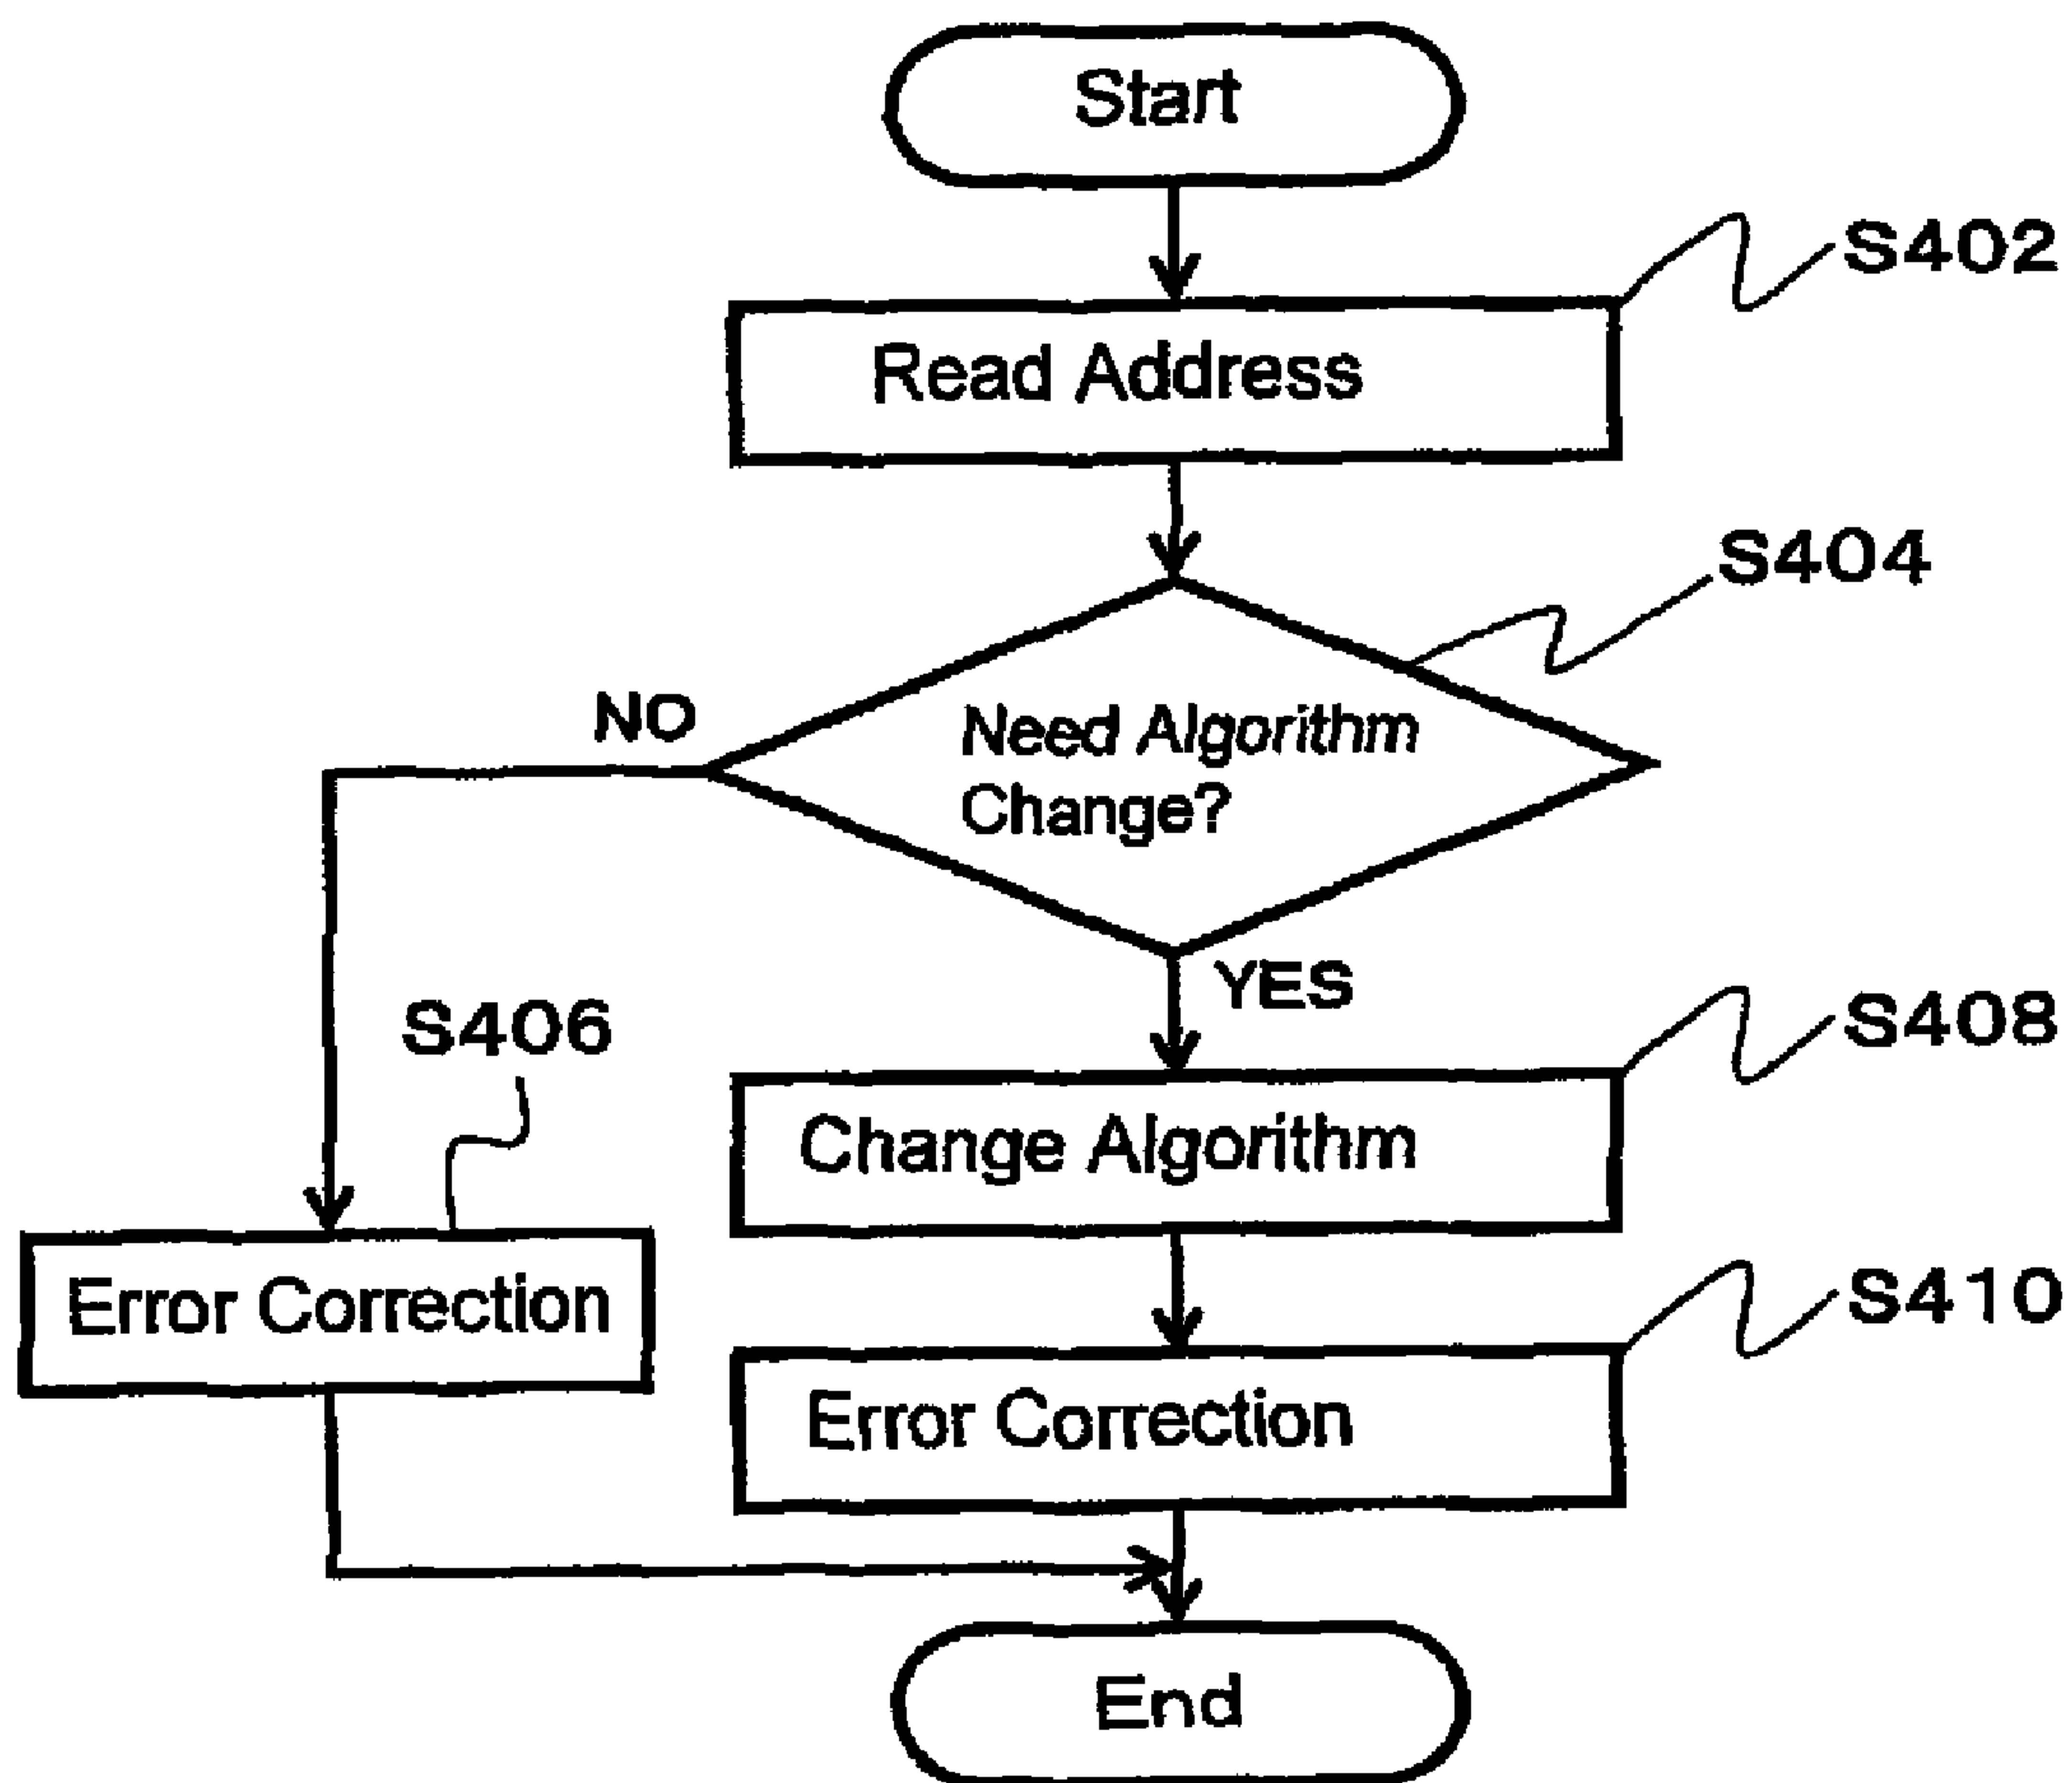 Start
S402
Read Address
S404
NO
Need Algorithm
Change?
YES
S406
S408
Change Algorithm
Error Correction
S410
Error Correction
End